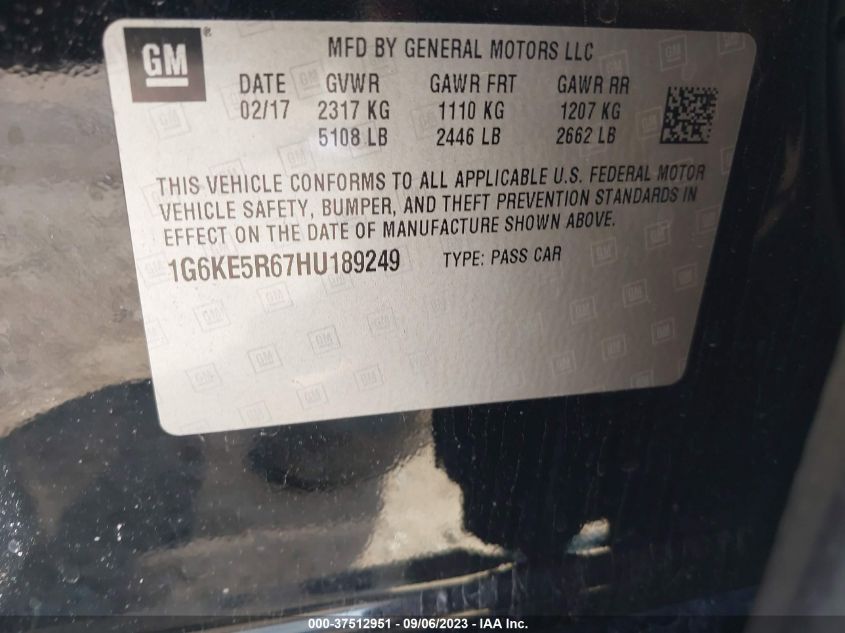 GM ®
MFD BY GENERAL MOTORS LLC
DATE GVWR GAWR FRT GAWR RR
02/17 2317 KG 1110 KG 1207 KG
5108 LB 2446 LB 2662 LB
THIS VEHICLE CONFORMS TO ALL APPLICABLE U.S. FEDERAL MOTOR
VEHICLE SAFETY, BUMPER, AND THEFT PREVENTION STANDARDS IN
EFFECT ON THE DATE OF MANUFACTURE SHOWN ABOVE.
1G6KE5R67HU189249 TYPE: PASS CAR
000-37512951 - 09/06/2023 - IAA Inc.